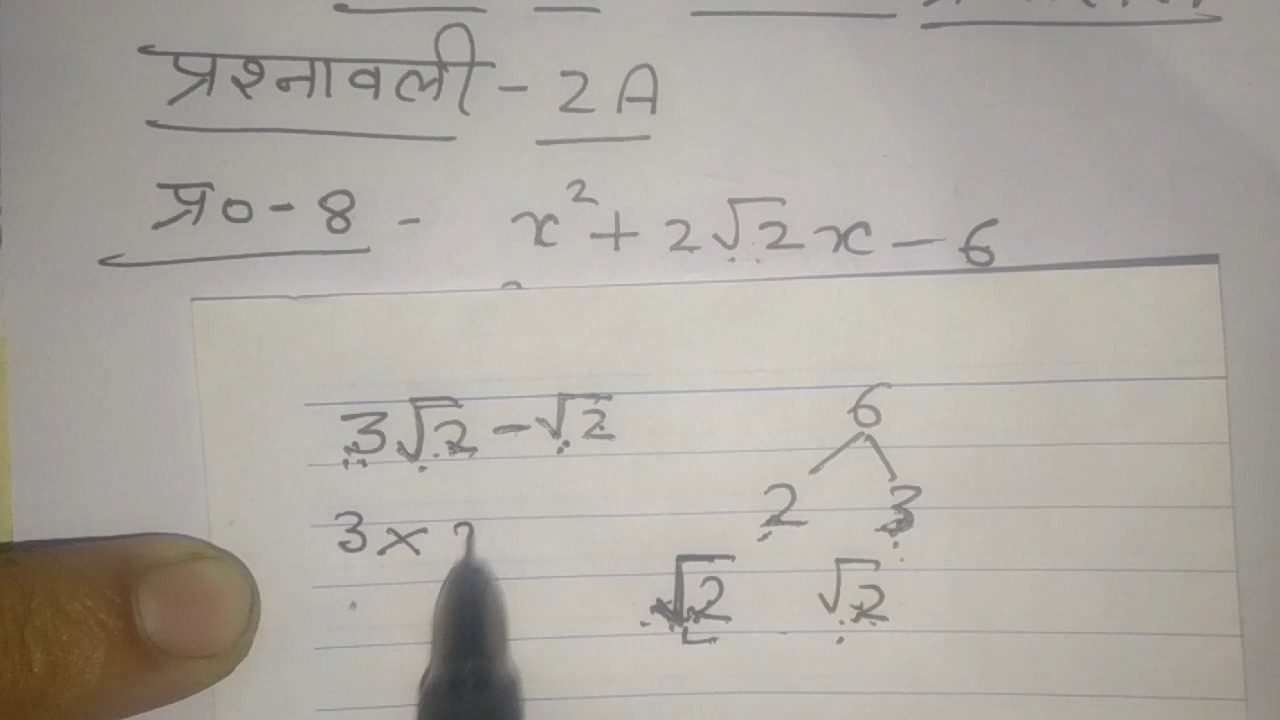 प्रश्नावली - 2A
प्र० - 8 - x² + 2√2x - 6
3√2 - √2
6
2 3
3 ×
√2 √2